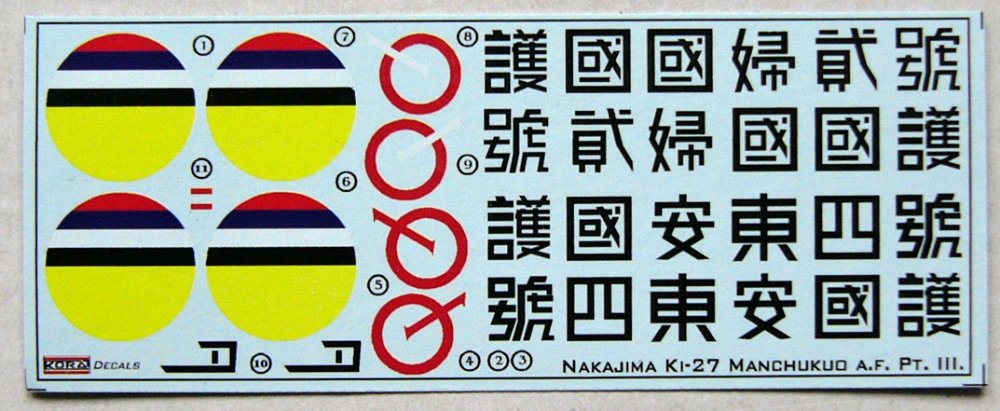 1 7 8 護國國婦貳號
11 6 9 號貳婦國國護
5 護國安東四號
號四東安國護
KORA DECALS 10 4 2 3 NAKAJIMA KI-27 MANCHUKUO A.F. PT. III.